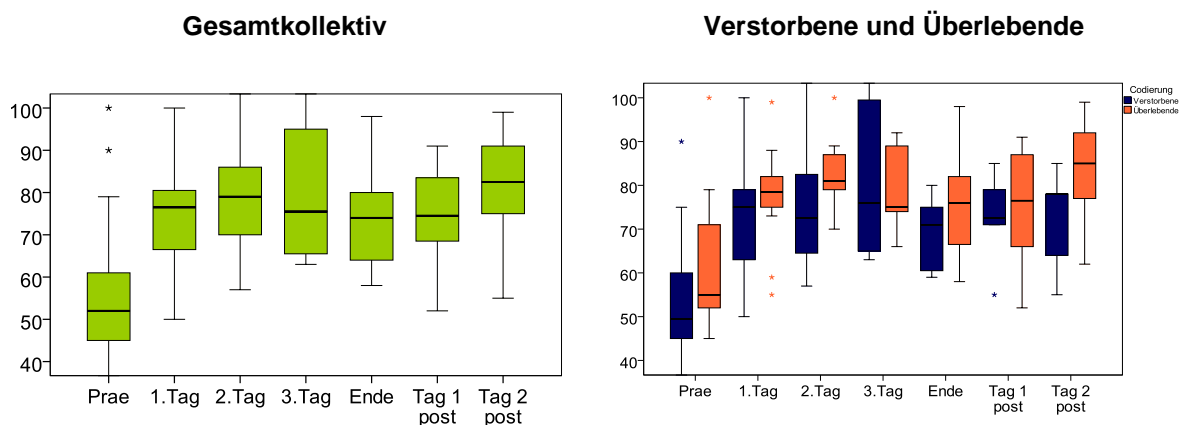 Gesamtkollektiv
100
90
80
70
60
50
40
Prae 1.Tag 2.Tag 3.Tag Ende Tag 1 post Tag 2 post
Verstorbene und Überlebende
Codierung
Verstorbene
Überlebende
100
90
80
70
60
50
40
Prae 1.Tag 2.Tag 3.Tag Ende Tag 1 post Tag 2 post